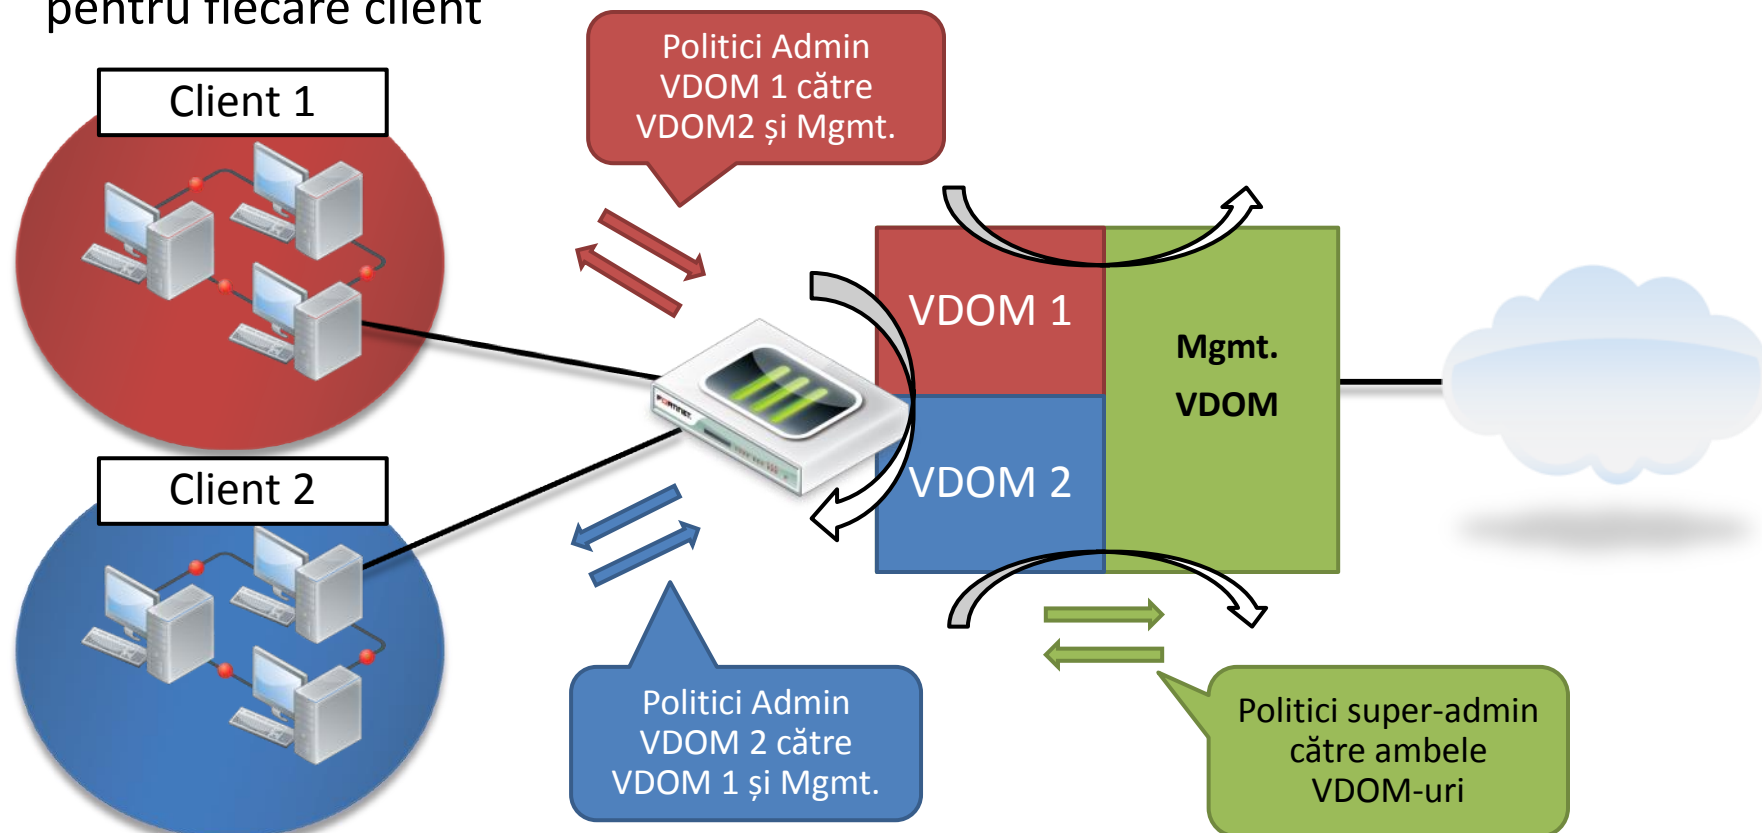 pentru fiecare client
Politici Admin
VDOM 1 către
VDOM2 și Mgmt.
Client 1
VDOM 1
Mgmt.
VDOM
FORTINET
Client 2
VDOM 2
Politici Admin
VDOM 2 către
VDOM 1 și Mgmt.
Politici super-admin
către ambele
VDOM-uri